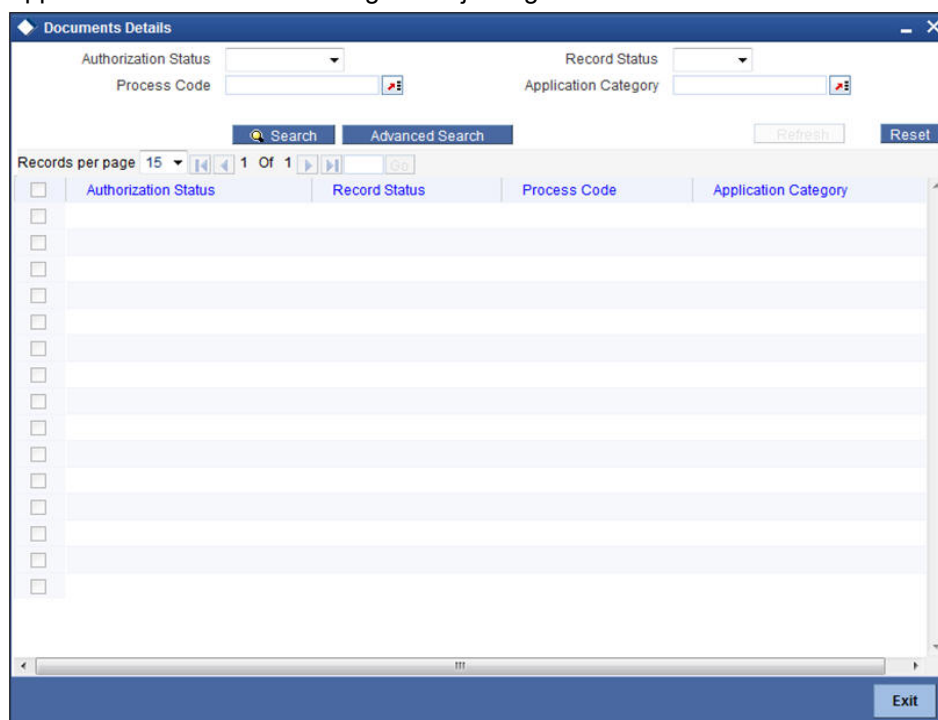 Documents Details
Authorization Status Record Status
Process Code Application Category
Search Advanced Search Refresh Reset
Records per page 15 1 Of 1 Go
Authorization Status Record Status Process Code Application Category
Exit